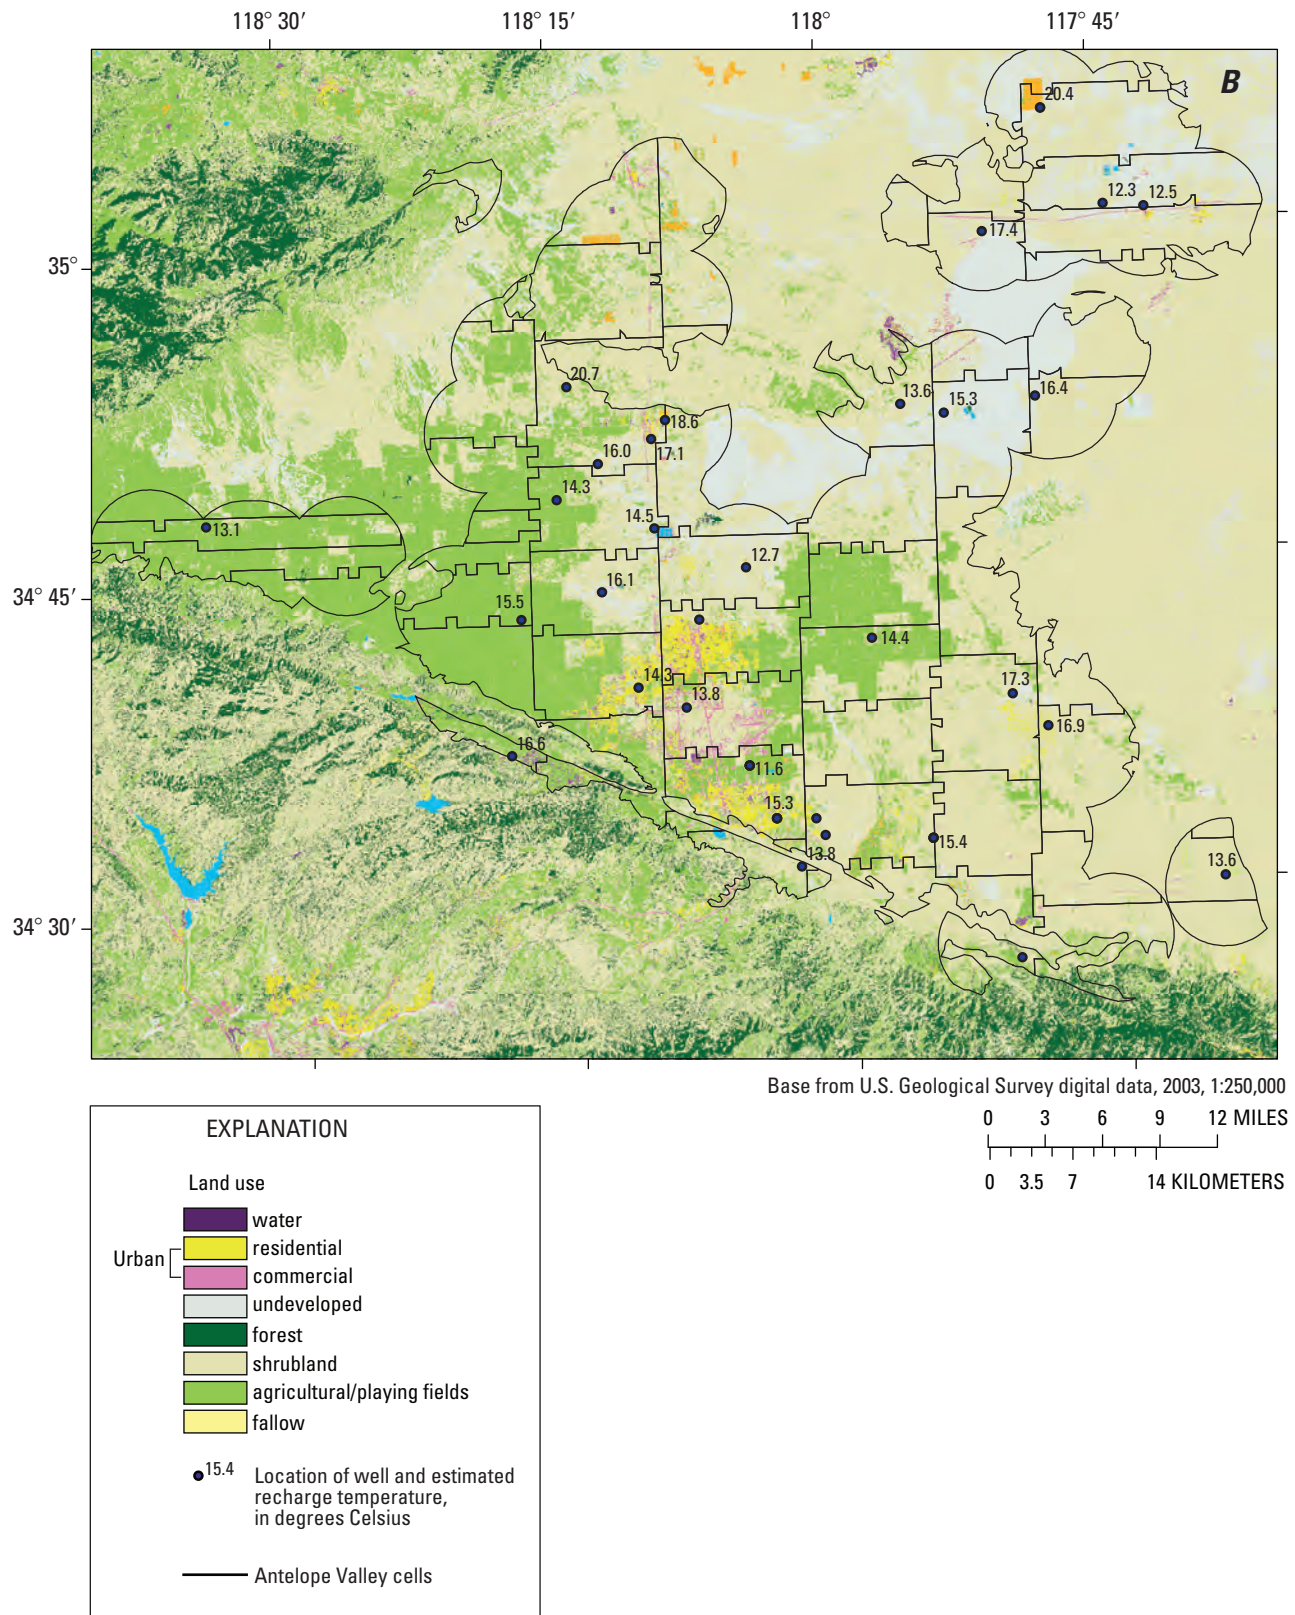 118° 30′ 118° 15′ 118° 117° 45′
B
20.4
12.3 12.5
17.4
35°
20.7
13.6
15.3
16.4
18.6
17.1
16.0
14.3
14.5
13.1
12.7
16.1
34° 45′
15.5
14.4
14.3
13.8
17.3
16.9
16.6
11.6
15.3
15.4
13.8
13.6
34° 30′
Base from U.S. Geological Survey digital data, 2003, 1:250,000
0 3 6 9 12 MILES
0 3.5 7 14 KILOMETERS
EXPLANATION
Land use
water
Urban
residential
commercial
undeveloped
forest
shrubland
agricultural/playing fields
fallow
15.4 Location of well and estimated
recharge temperature,
in degrees Celsius
Antelope Valley cells